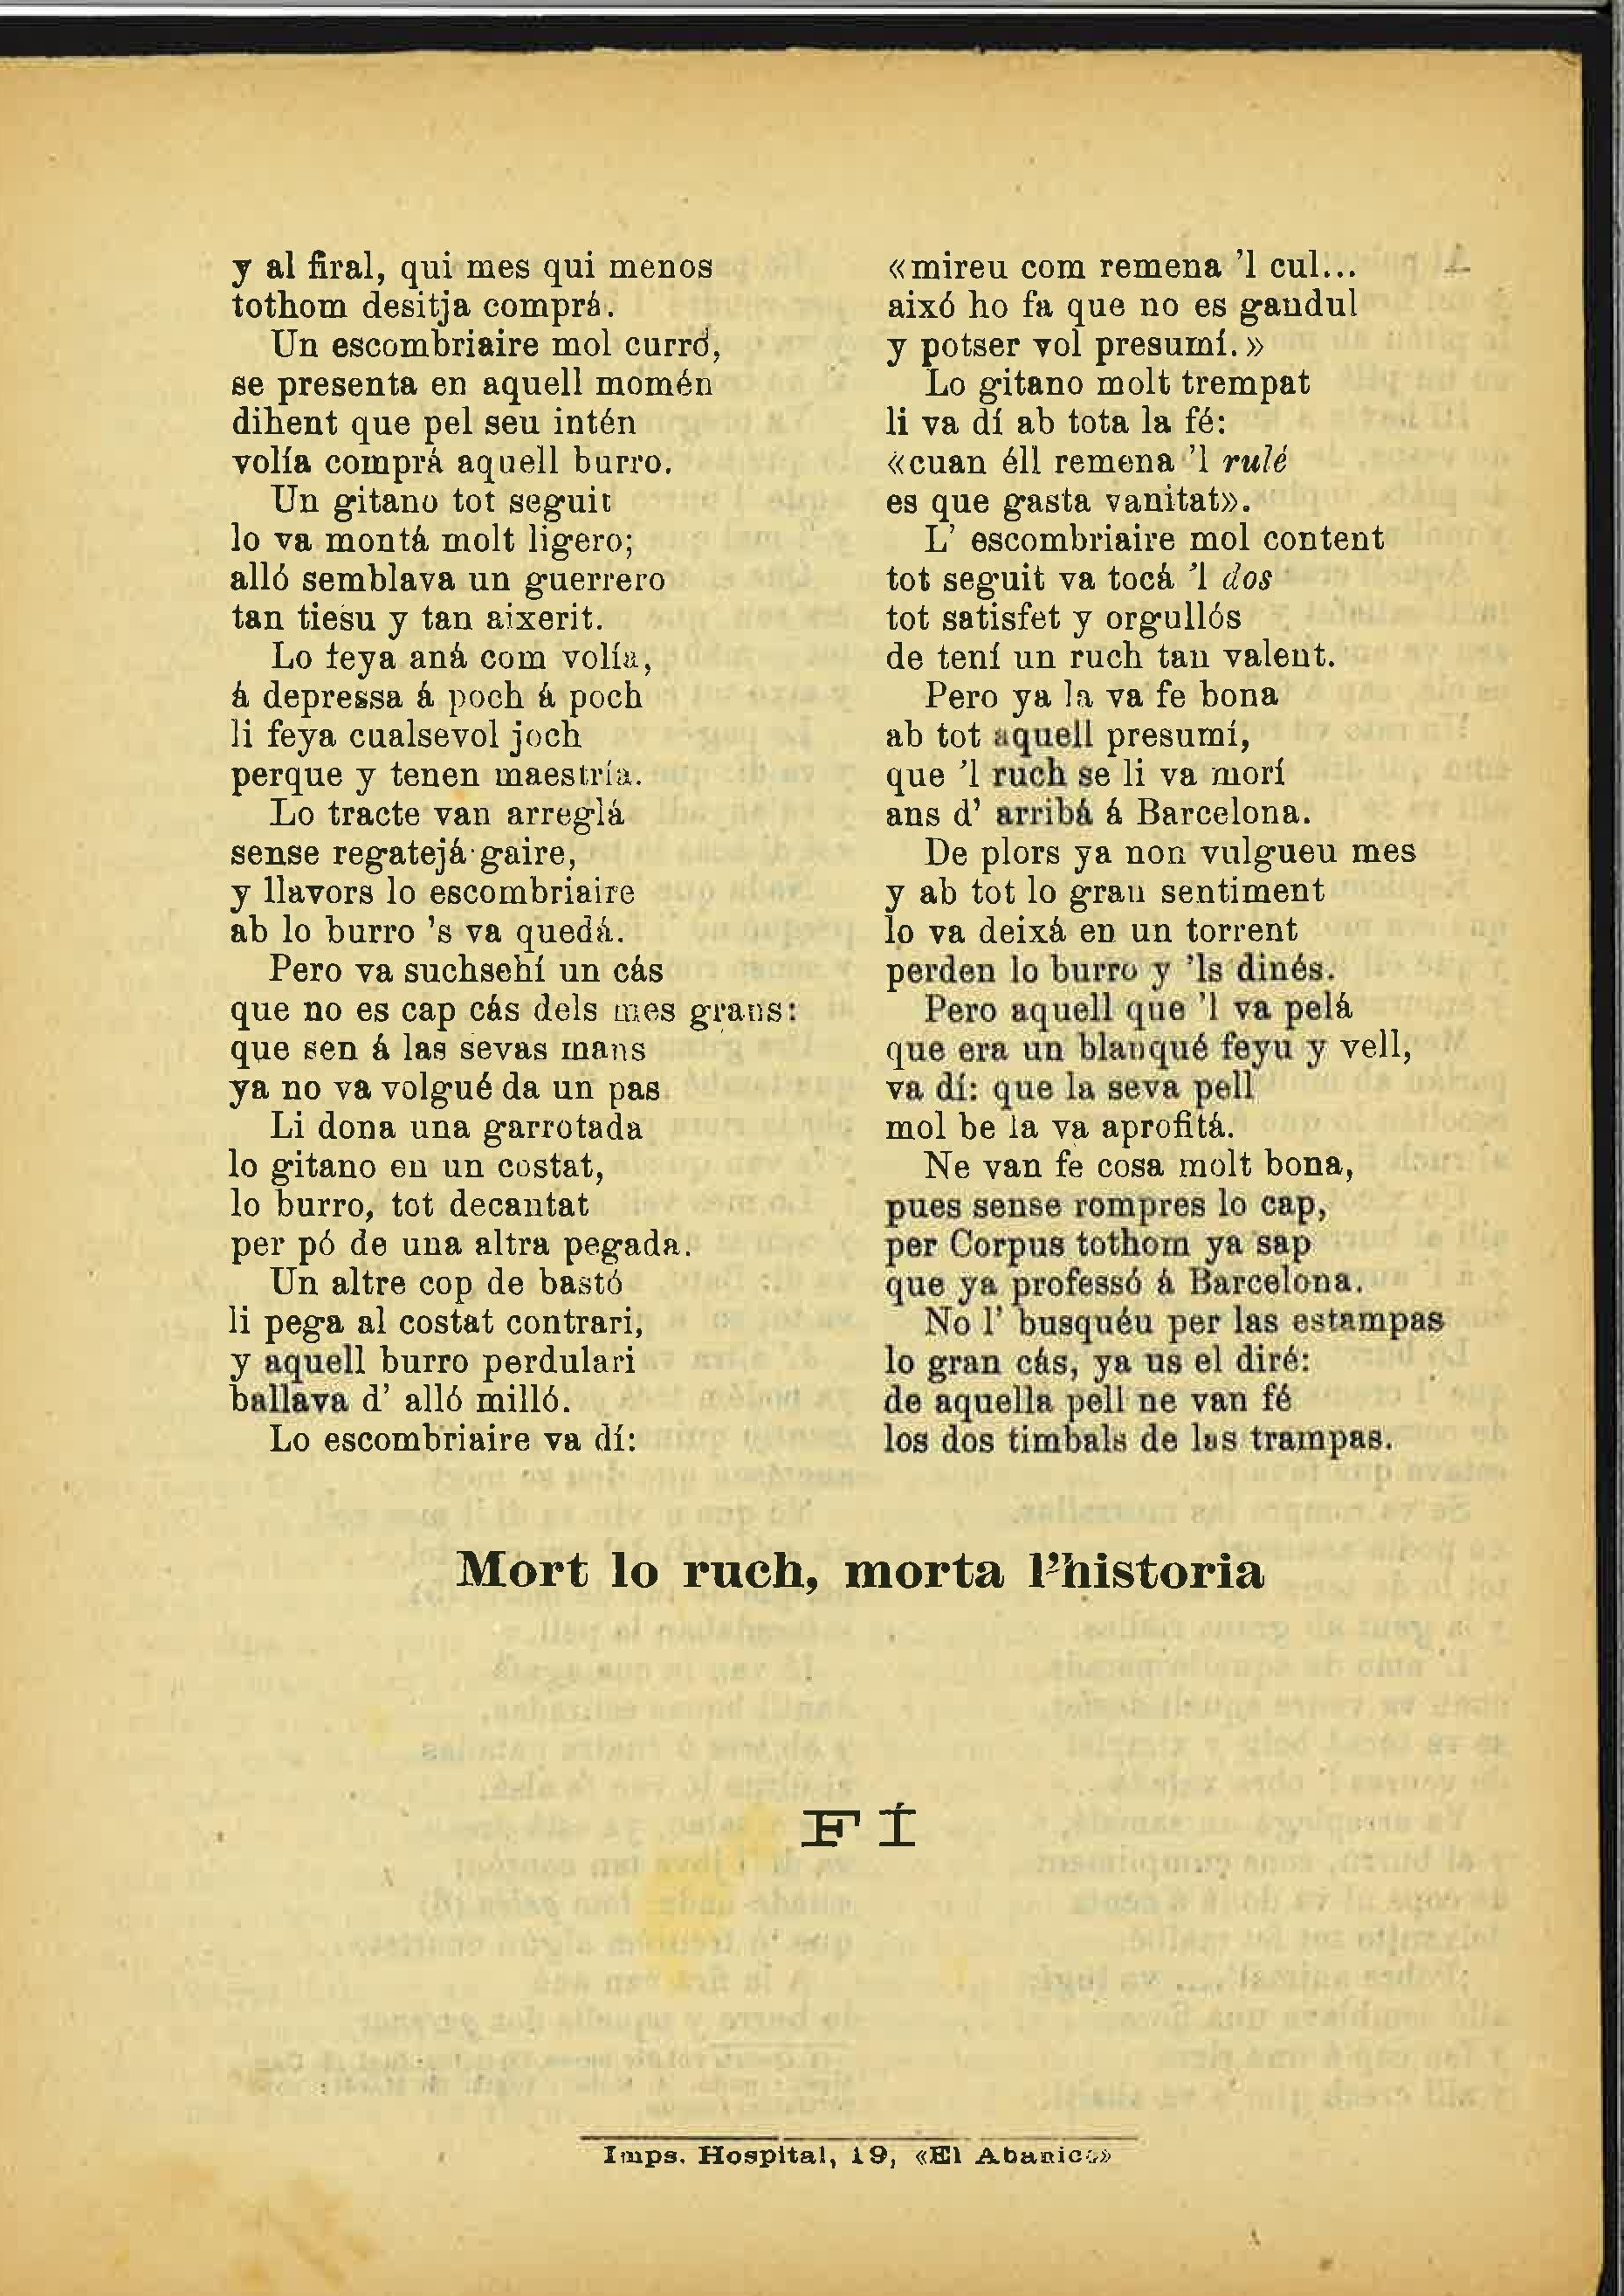 y al firal, qui mes qui menos
tothom desitja comprá.
Un escombriaire mol curro,
se presenta en aquell momén
dihent que pel seu intén
volía comprá aquell burro.
Un gitano tot seguit
lo va montá molt ligero;
alló semblava un guerrero
tan tiesu y tan aixerit.
Lo feya aná com volía,
á depressa á poch á poch
li feya cualsevol joch
perque y tenen maestría.
Lo tracte van arreglá
sense regatejá gaire,
y llavors lo escombriaire
ab lo burro 's va quedá.
Pero va suchsehí un cás
que no es cap cás dels mes grans:
que sen á las sevas mans
ya no va volgué da un pas
Li dona una garrotada
lo gitano en un costat,
lo burro, tot decantat
per pó de una altra pegada.
Un altre cop de bastó
li pega al costat contrari,
y aquell burro perdulari
ballava d' alló milló.
Lo escombriaire va dí:
«mireu com remena 'l cul...
aixó ho fa que no es gandul
y potser vol presumí.»
Lo gitano molt trempat
li va dí ab tota la fé:
«cuan éll remena 'l rulé
es que gasta vanitat».
L' escombriaire mol content
tot seguit va tocá 'l dos
tot satisfet y orgullós
de tení un ruch tan valent.
Pero ya la va fe bona
ab tot aquell presumí,
que 'l ruch se li va morí
ans d' arribá á Barcelona.
De plors ya non vulgueu mes
y ab tot lo gran sentiment
lo va deixá en un torrent
perden lo burro y 'ls dinés.
Pero aquell que 'l va pelá
que era un blanqué feyu y vell,
va dí: que la seva pell
mol be la va aprofitá.
Ne van fe cosa molt bona,
pues sense rompres lo cap,
per Corpus tothom ya sap
que ya professó á Barcelona.
No l' busquéu per las estampas
lo gran cás, ya us el diré:
de aquella pell ne van fé
los dos timbals de las trampas.
Mort lo ruch, morta l'historia
FÍ
Imps. Hospital, 19, «El Abanico»